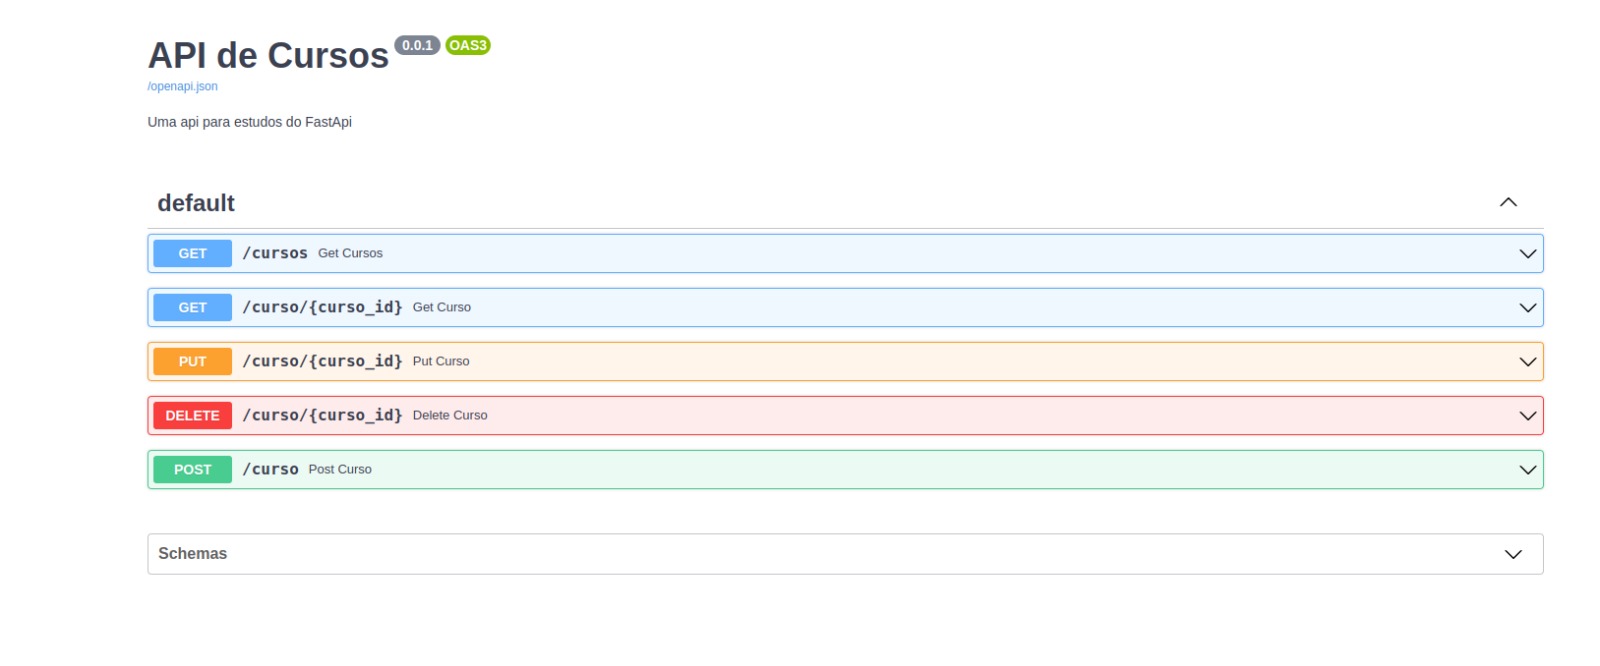 API de Cursos 0.0.1 OAS3
/openapi.json
Uma api para estudos do FastApi
default
GET /cursos Get Cursos
GET /curso/{curso_id} Get Curso
PUT /curso/{curso_id} Put Curso
DELETE /curso/{curso_id} Delete Curso
POST /curso Post Curso
Schemas